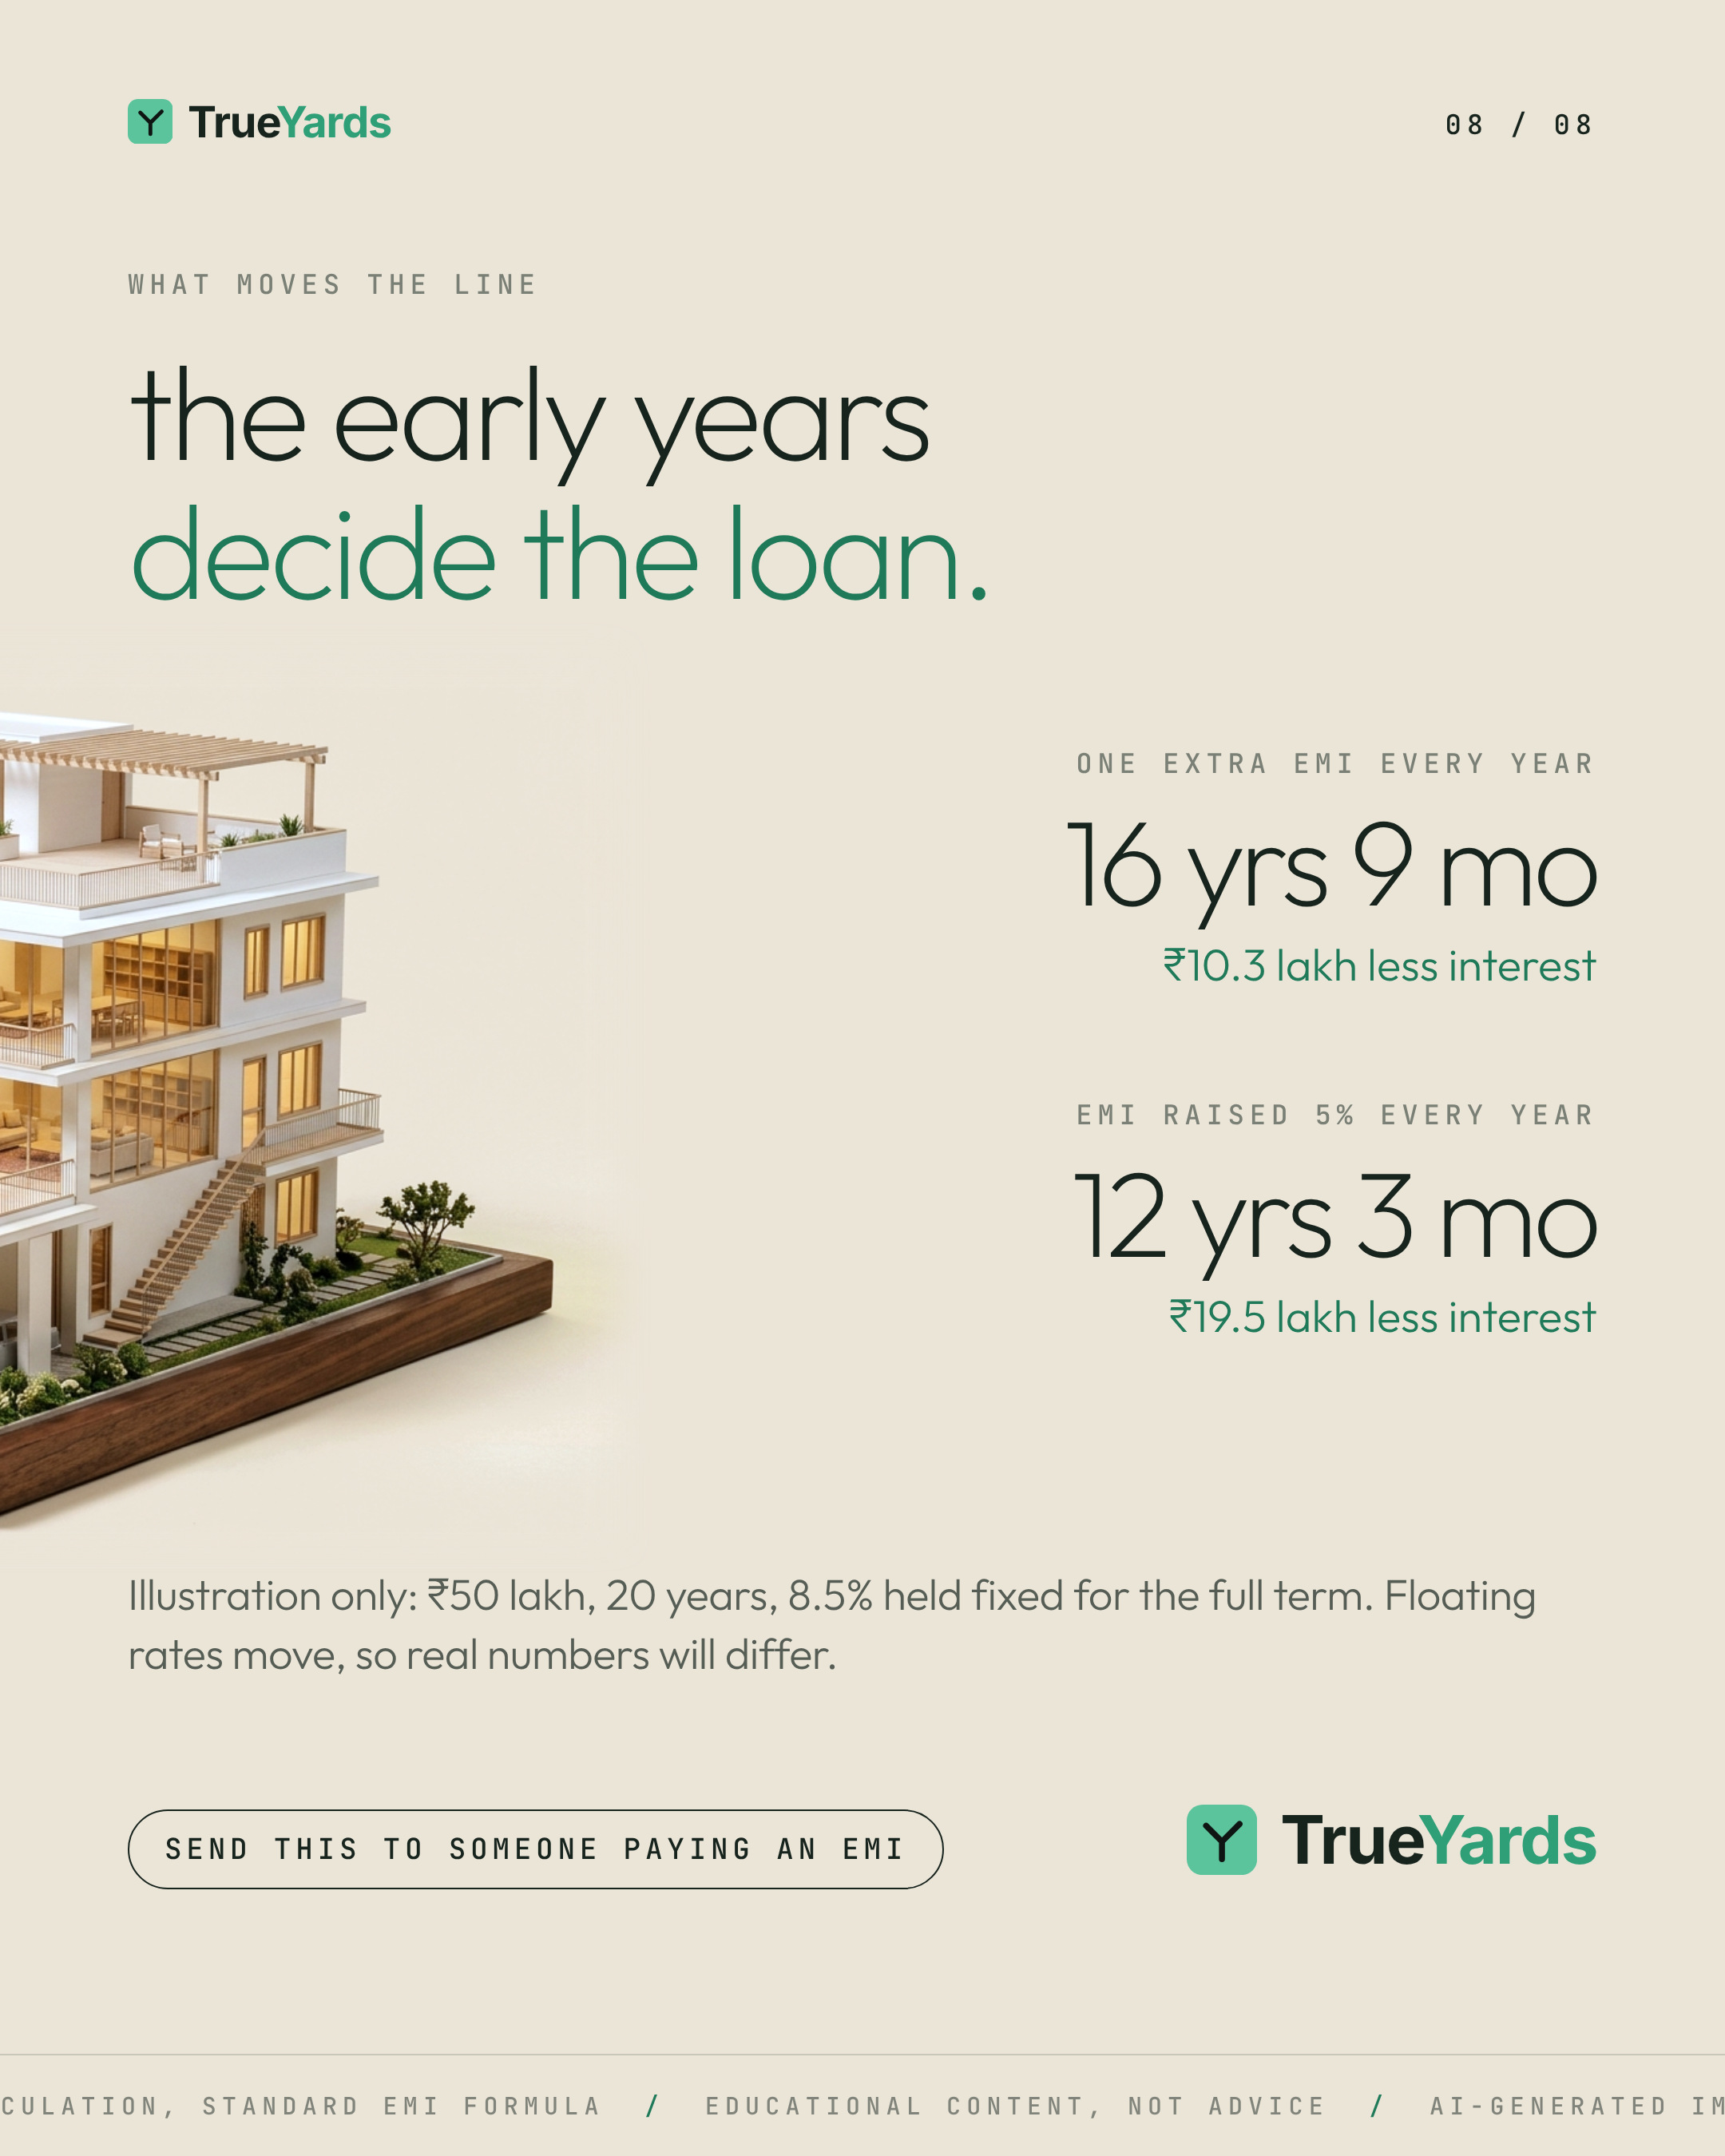 TrueYards
08 / 08
WHAT MOVES THE LINE
the early years
decide the loan.
ONE EXTRA EMI EVERY YEAR
16 yrs 9 mo
₹10.3 lakh less interest
EMI RAISED 5% EVERY YEAR
12 yrs 3 mo
₹19.5 lakh less interest
Illustration only: ₹50 lakh, 20 years, 8.5% held fixed for the full term. Floating
rates move, so real numbers will differ.
SEND THIS TO SOMEONE PAYING AN EMI
TrueYards
CULATION, STANDARD EMI FORMULA / EDUCATIONAL CONTENT, NOT ADVICE / AI-GENERATED IM